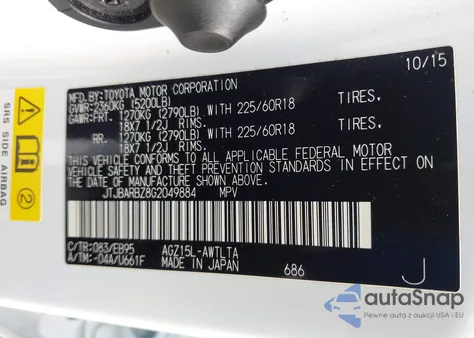 10/15
MFD.BY:TOYOTA MOTOR CORPORATION
GVWR:2360KG (5200LB)
GAWR:FRT. 1270KG (2790LB) WITH 225/60R18 TIRES.
18X7 1/2J RIMS.
RR. 1270KG (2790LB) WITH 225/60R18 TIRES.
18X7 1/2J RIMS.
THIS VEHICLE CONFORMS TO ALL APPLICABLE FEDERAL MOTOR
VEHICLE SAFETY AND THEFT PREVENTION STANDARDS IN EFFECT ON
THE DATE OF MANUFACTURE SHOWN ABOVE.
JTJBARBZ8G2049884 MPV
C/TR:083/EB95 AGZ15L-AWTLTA
A/TM:-04A/U661F MADE IN JAPAN 686
J
SRS SIDE AIRBAG
2
autoSnap
Pewne auta z aukcji USA i EU